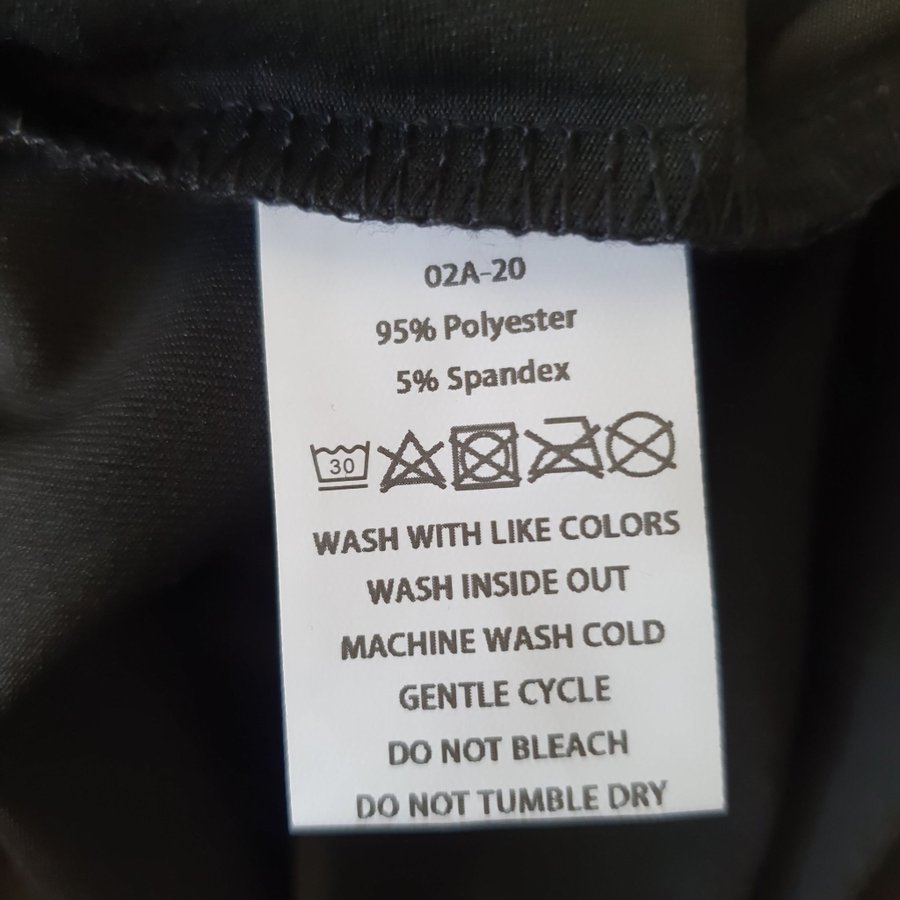 02A-20
95% Polyester
5% Spandex
30
WASH WITH LIKE COLORS
WASH INSIDE OUT
MACHINE WASH COLD
GENTLE CYCLE
DO NOT BLEACH
DO NOT TUMBLE DRY